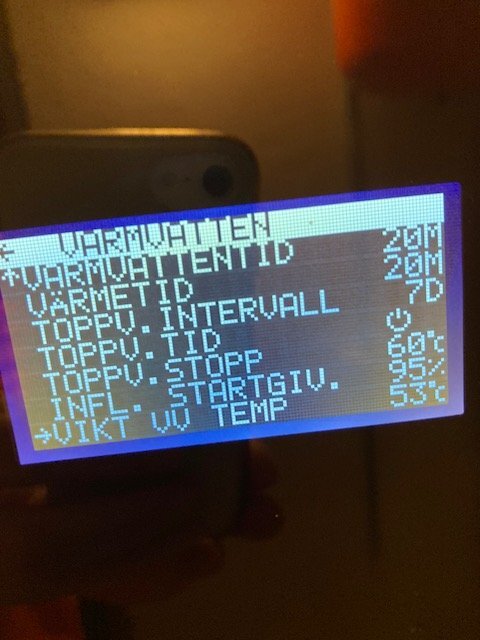 ← VARMVATTEN
↑VARMVATTENTID 20M
VÄRMETID 20M
TOPPV.INTERVALL 7D
TOPPV.TID ⏻
TOPPV.STOPP 60℃
INFL. STARTGIV. 95%
→VIKT VV TEMP 53℃